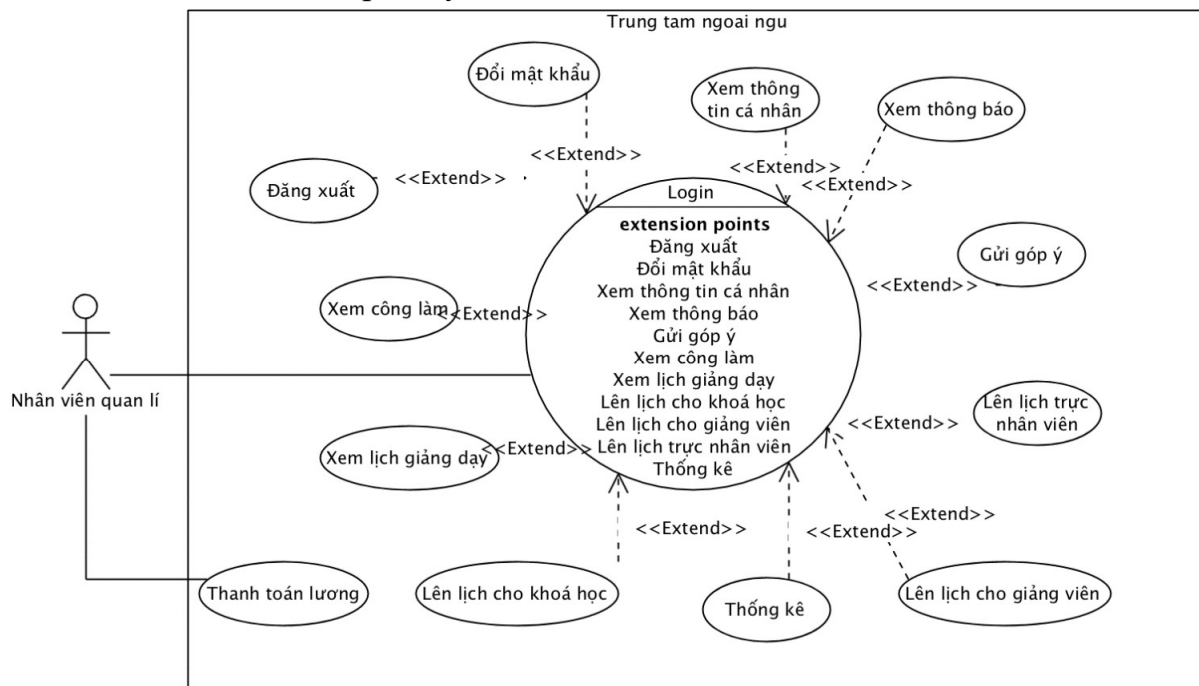 Trung tam ngoai ngu
Đổi mật khẩu
Xem thông
tin cá nhân
Xem thông báo
<<Extend>>
<<Extend>>
<<Extend>>
<<Extend>>
Đăng xuất
Login
extension points
Đăng xuất
Đổi mật khẩu
Xem thông tin cá nhân
Xem thông báo
Gửi góp ý
Xem công làm
Xem lịch giảng dạy
Lên lịch cho khoá học
Lên lịch cho giảng viên
Lên lịch trực nhân viên
Thống kê
Gửi góp ý
<<Extend>>
Xem công làm
<<Extend>>
Nhân viên quan lí
Lên lịch trực
nhân viên
<<Extend>>
Xem lịch giảng dạy
<<Extend>>
<<Extend>>
<<Extend>>
<<Extend>>
Thanh toán lương
Lên lịch cho khoá học
Thống kê
Lên lịch cho giảng viên